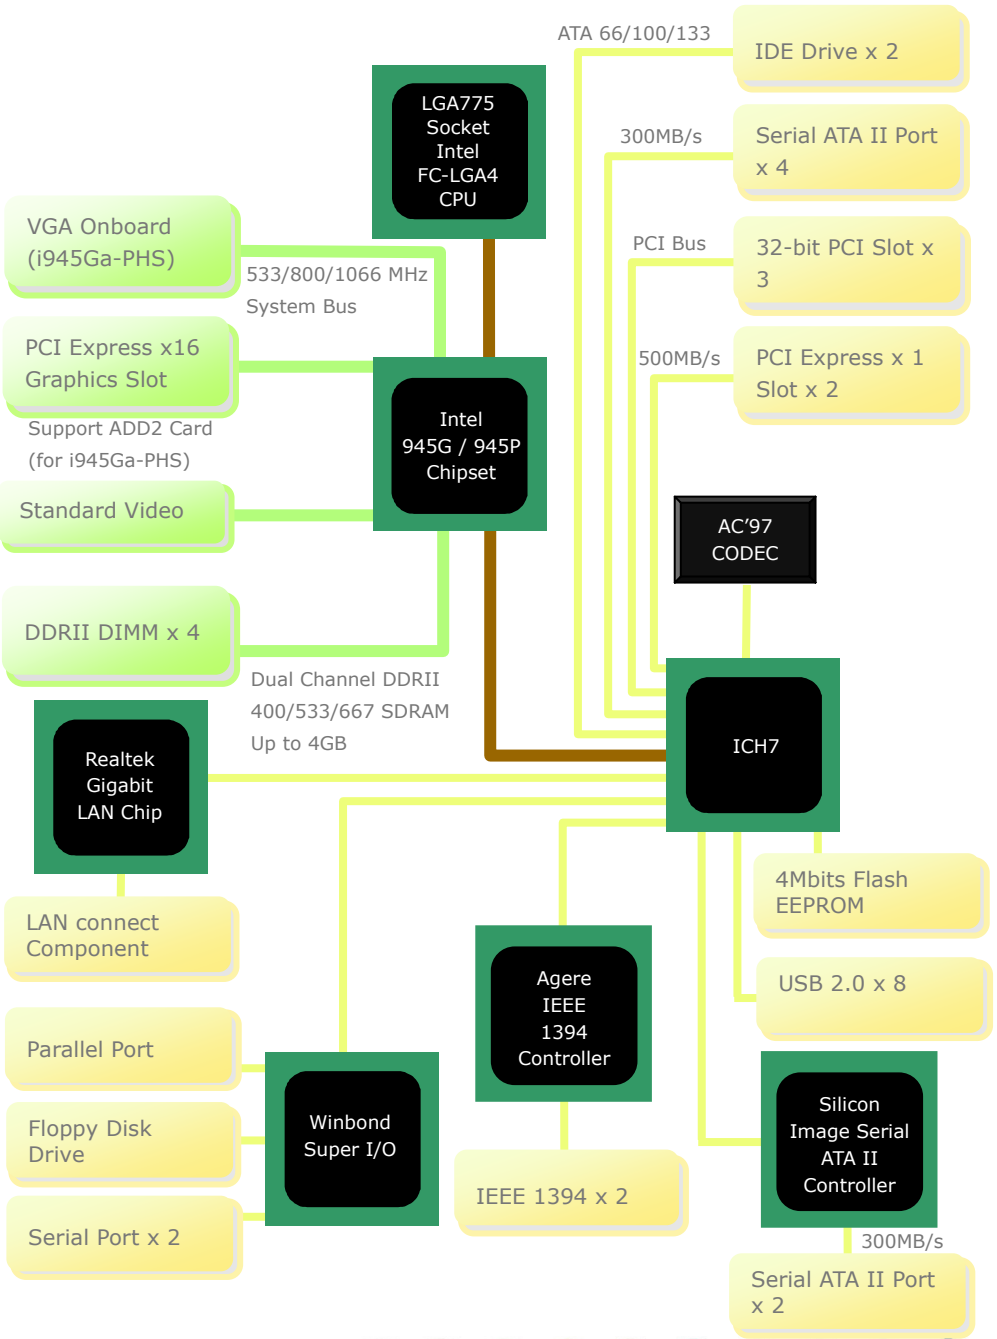 ATA 66/100/133
IDE Drive x 2
LGA775
Socket
Intel
FC-LGA4
CPU
300MB/s
Serial ATA II Port
x 4
VGA Onboard
(i945Ga-PHS)
533/800/1066 MHz
System Bus
PCI Bus
32-bit PCI Slot x
3
PCI Express x16
Graphics Slot
Support ADD2 Card
(for i945Ga-PHS)
500MB/s
PCI Express x 1
Slot x 2
Intel
945G / 945P
Chipset
Standard Video
AC’97
CODEC
DDRII DIMM x 4
Dual Channel DDRII
400/533/667 SDRAM
Up to 4GB
ICH7
Realtek
Gigabit
LAN Chip
LAN connect
Component
4Mbits Flash
EEPROM
Agere
IEEE
1394
Controller
USB 2.0 x 8
Parallel Port
Floppy Disk
Drive
Serial Port x 2
Winbond
Super I/O
IEEE 1394 x 2
Silicon
Image Serial
ATA II
Controller
300MB/s
Serial ATA II Port
x 2